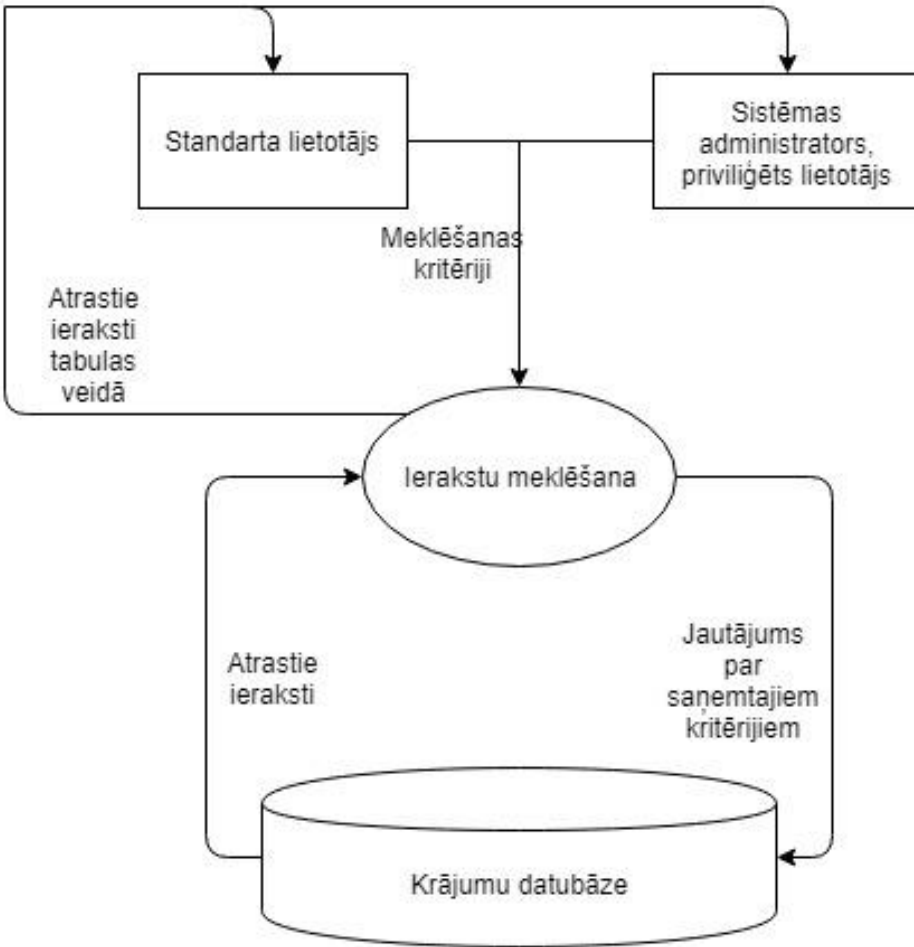 Standarta lietotājs
Sistēmas
administrators,
priviliģēts lietotājs
Meklēšanas
kritēriji
Atrastie
ieraksti
tabulas
veidā
Ierakstu meklēšana
Atrastie
ieraksti
Jautājums
par
saņemtajiem
kritērijiem
Krājumu datubāze